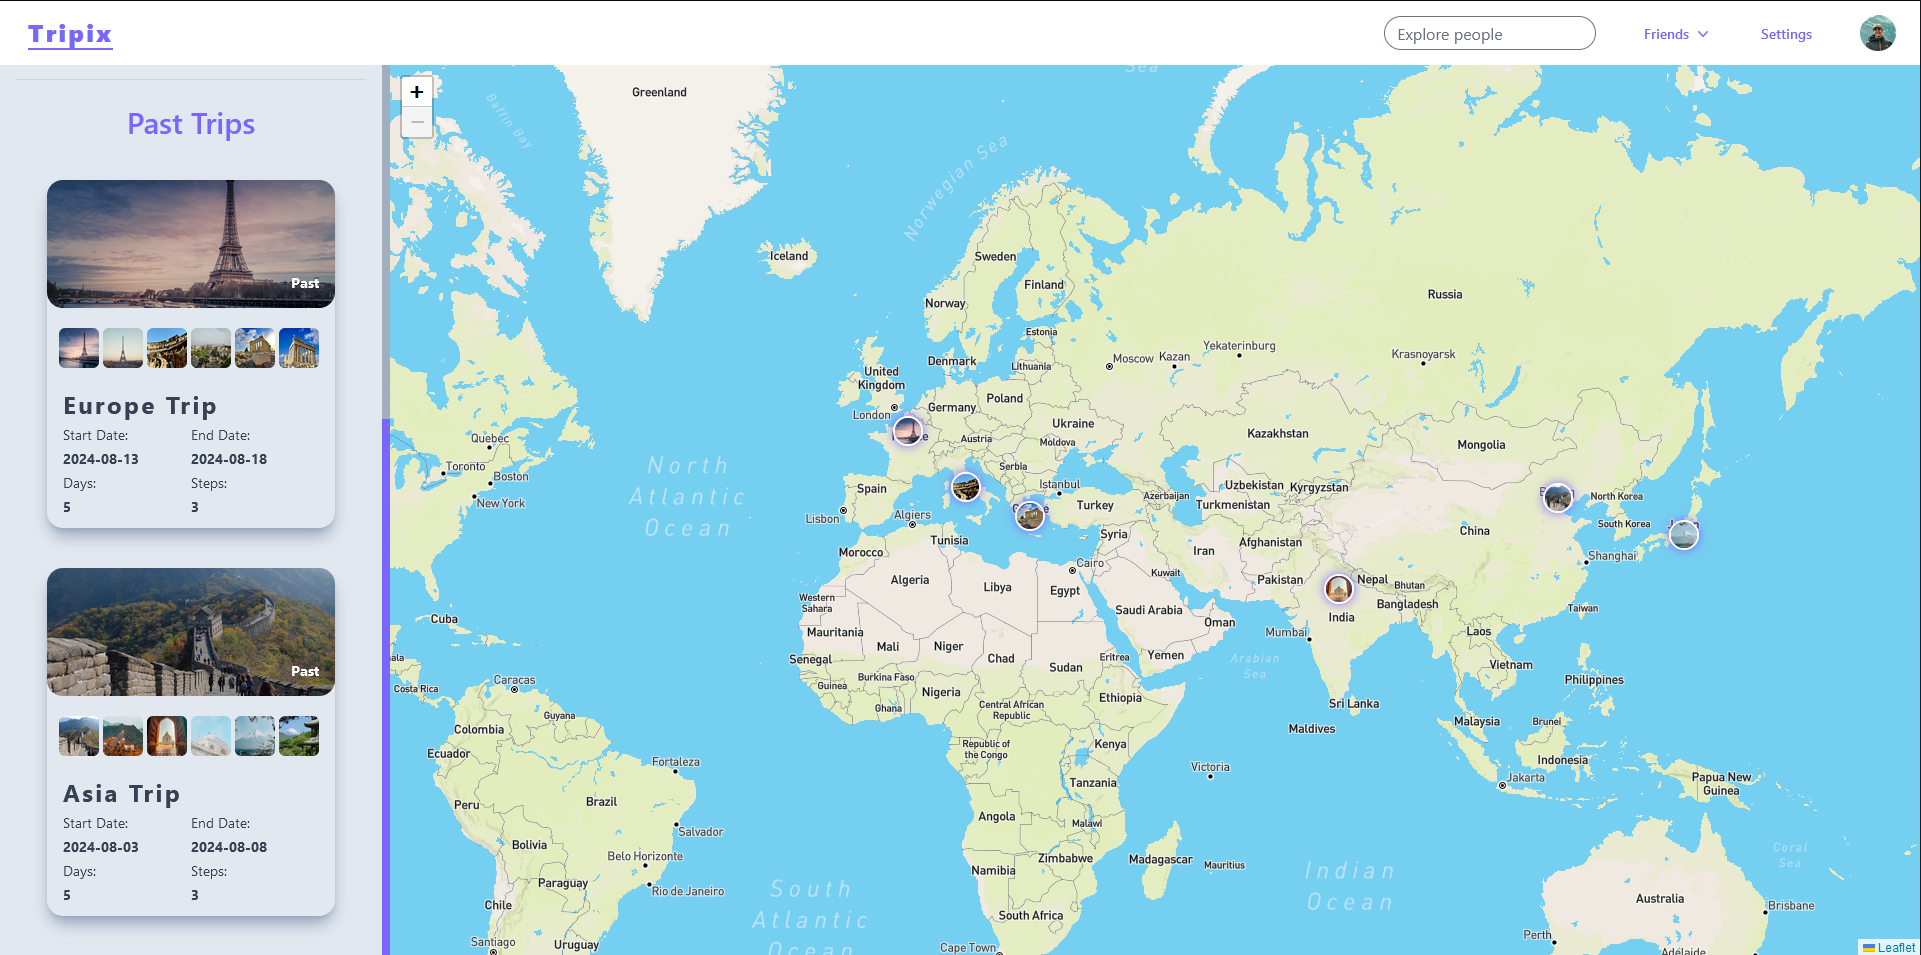 Tripix
Explore people
Friends
Settings
Past Trips
Past
Europe Trip
Start Date:
End Date:
2024-08-13
2024-08-18
Days:
Steps:
5
3
Past
Asia Trip
Start Date:
End Date:
2024-08-03
2024-08-08
Days:
Steps:
5
3
+
−
Sea
Greenland
Baffin Bay
Norwegian Sea
Iceland
Sweden
Finland
Norway
Russia
Estonia
Yekaterinburg
Krasnoyarsk
Moscow
Kazan
Denmark
Lithuania
United
Kingdom
Poland
Germany
London
Ukraine
Kazakhstan
Mongolia
Austria
Moldova
Quebec
Toronto
Boston
New York
North
Atlantic
Ocean
Serbia
Spain
Istanbul
Turkey
Azerbaijan
Uzbekistan
Kyrgyzstan
Turkmenistan
North Korea
South Korea
China
Lisbon
Algiers
Tunisia
Syria
Afghanistan
Iran
Shanghai
Morocco
Cairo
Kuwait
Pakistan
Nepal
Bhutan
Algeria
Libya
Egypt
Western
Sahara
Saudi Arabia
Bangladesh
Taiwan
India
Oman
Mumbai
Laos
Cuba
Mauritania
Mali
Niger
Chad
Sudan
Eritrea
Yemen
Arabian
Sea
Vietnam
Senegal
Burkina Faso
Guinea
Nigeria
Ethiopia
Philippines
ala
Costa Rica
Caracas
Ghana
Central African
Republic
Sri Lanka
Maldives
Malaysia
Brunei
Guyana
Colombia
Ecuador
Republic of
the Congo
Kenya
Indonesia
Fortaleza
Victoria
Jakarta
Papua New
Guinea
Tanzania
Peru
Brazil
Angola
Malawi
Salvador
Bolivia
Belo Horizonte
Zimbabwe
Madagascar
Mauritius
Namibia
Indian
Ocean
Coral
Sea
Paraguay
Rio de Janeiro
South
Atlantic
Ocean
Chile
South Africa
Australia
Brisbane
Santiago
Uruguay
Cape Town
Perth
Adelaide
Leaflet